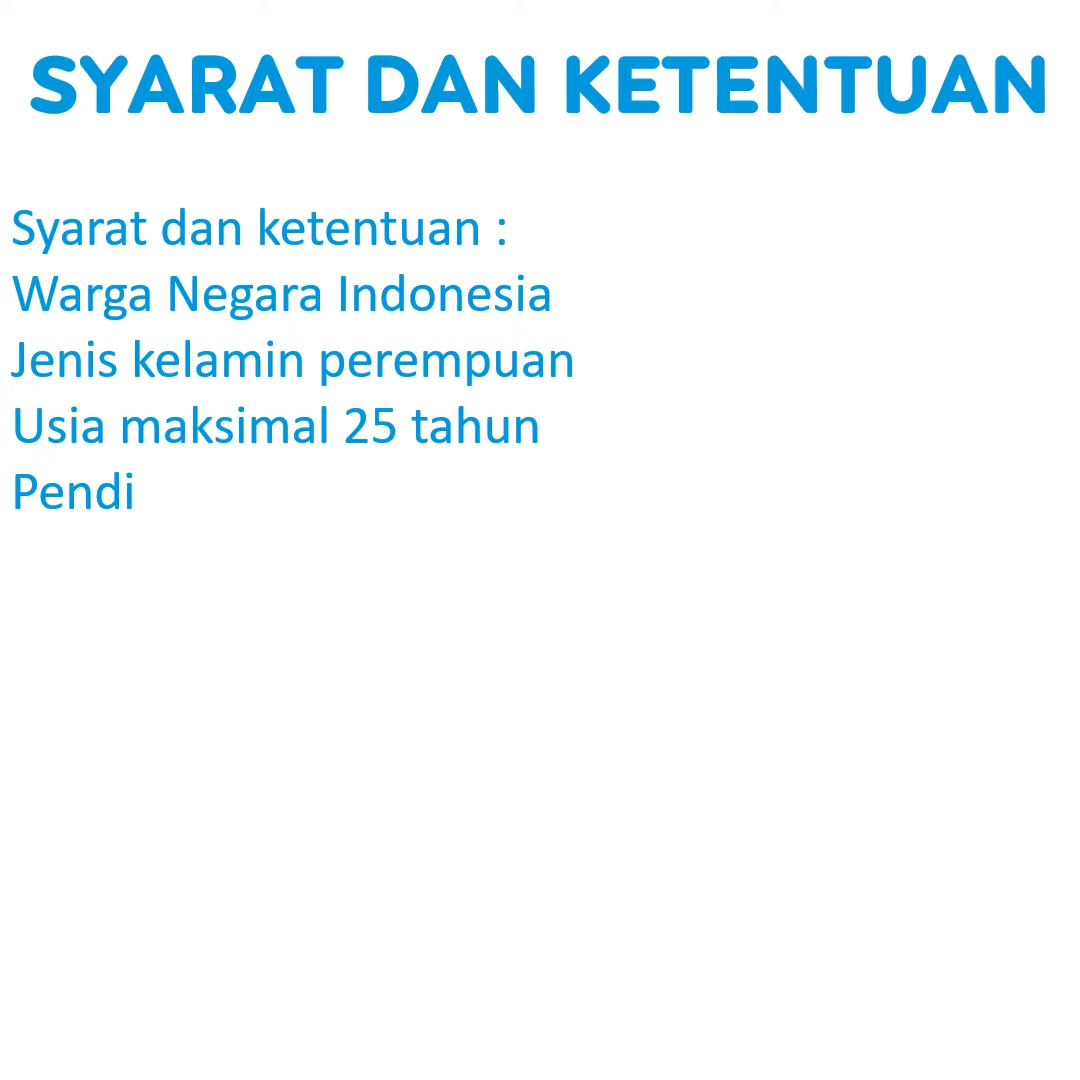 SYARAT DAN KETENTUAN
Syarat dan ketentuan :
Warga Negara Indonesia
Jenis kelamin perempuan
Usia maksimal 25 tahun
Pendi